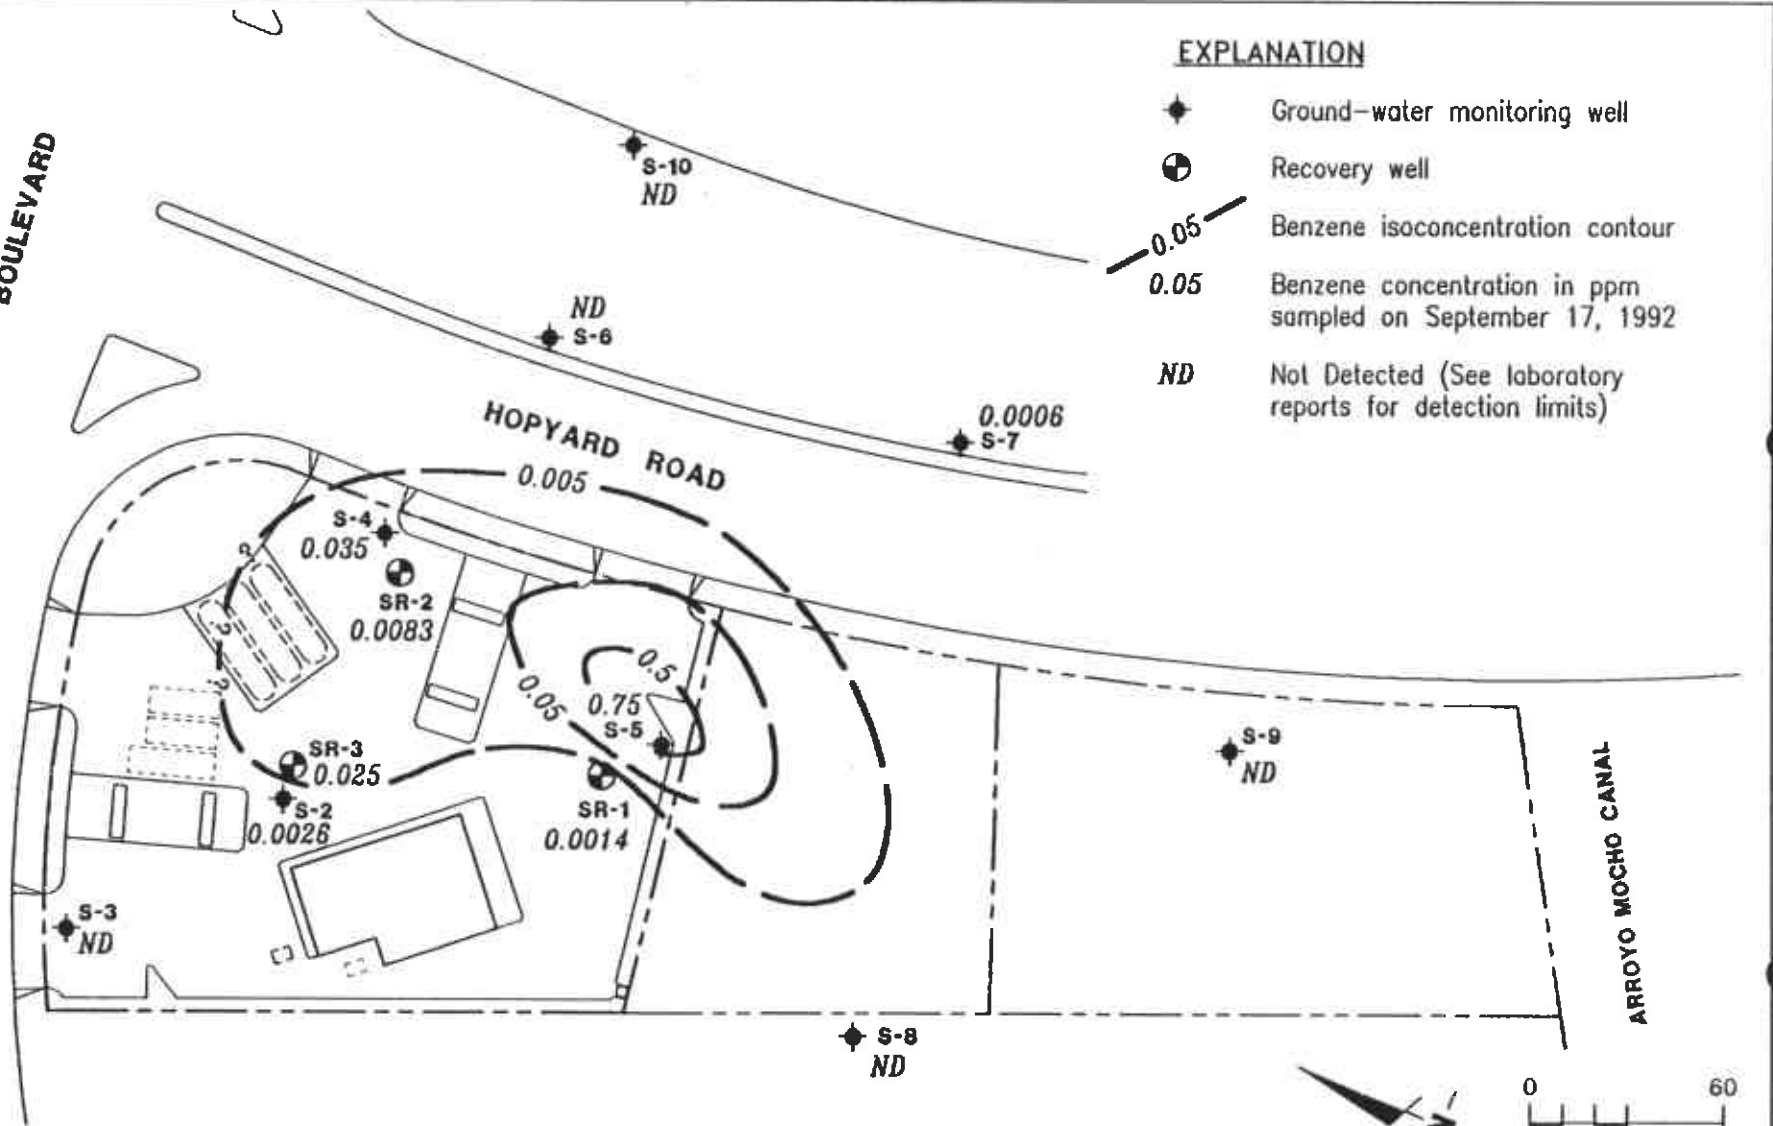 EXPLANATION
Ground-water monitoring well
Recovery well
0.05
Benzene isoconcentration contour
0.05
Benzene concentration in ppm
sampled on September 17, 1992
ND
Not Detected (See laboratory
reports for detection limits)
BOULEVARD
S-10
ND
ND
S-6
0.0006
S-7
HOPYARD ROAD
0.005
S-4
0.035
SR-2
0.0083
?
?
?
0.5
0.05
0.75
S-5
SR-3
0.025
S-2
0.0026
SR-1
0.0014
S-9
ND
S-3
ND
S-8
ND
ARROYO MOCHO CANAL
0 60